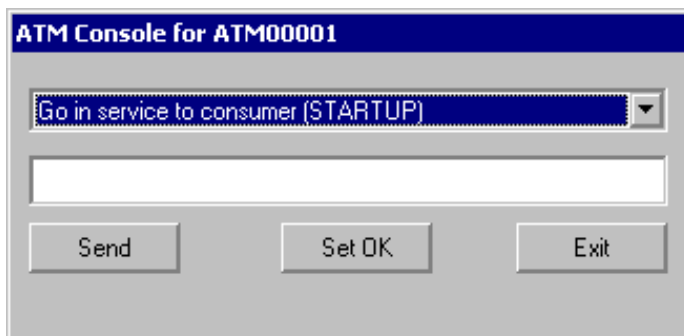 ATM Console for ATM00001
Go in service to consumer (STARTUP)
Send Set OK Exit